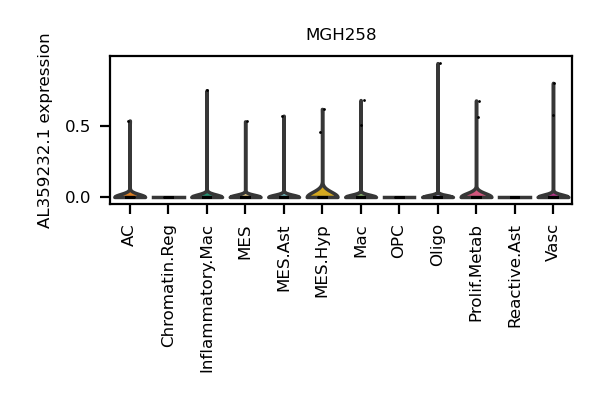 MGH258
AL359232.1 expression
0.5
0.0
AC
Chromatin.Reg
Inflammatory.Mac
MES
MES.Ast
MES.Hyp
Mac
OPC
Oligo
Prolif.Metab
Reactive.Ast
Vasc